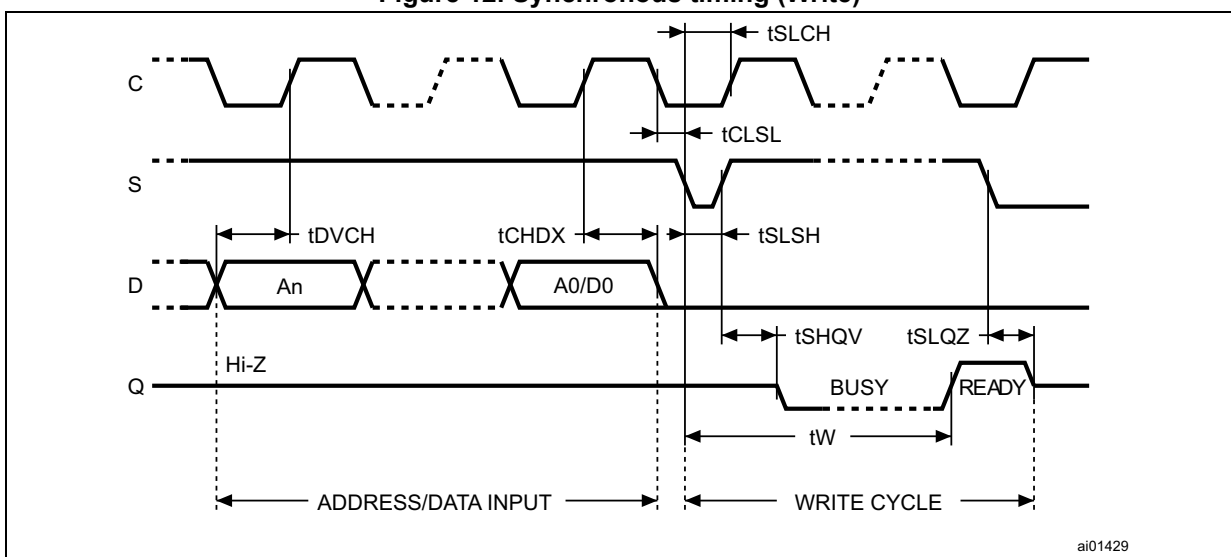 Figure 12. Synchronous timing (Write)
tSLCH
C
tCLSL
S
tDVCH
tCHDX
tSLSH
D
An
A0/D0
tSHQV
tSLQZ
Hi-Z
Q
BUSY
READY
tW
ADDRESS/DATA INPUT
WRITE CYCLE
ai01429